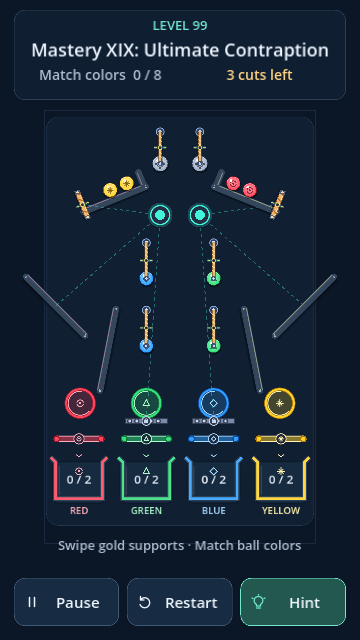 LEVEL 99
Mastery XIX: Ultimate Contraption
Match colors 0 / 8
3 cuts left
0 / 2
0 / 2
0 / 2
0 / 2
RED
GREEN
BLUE
YELLOW
Swipe gold supports · Match ball colors
Pause
Restart
Hint